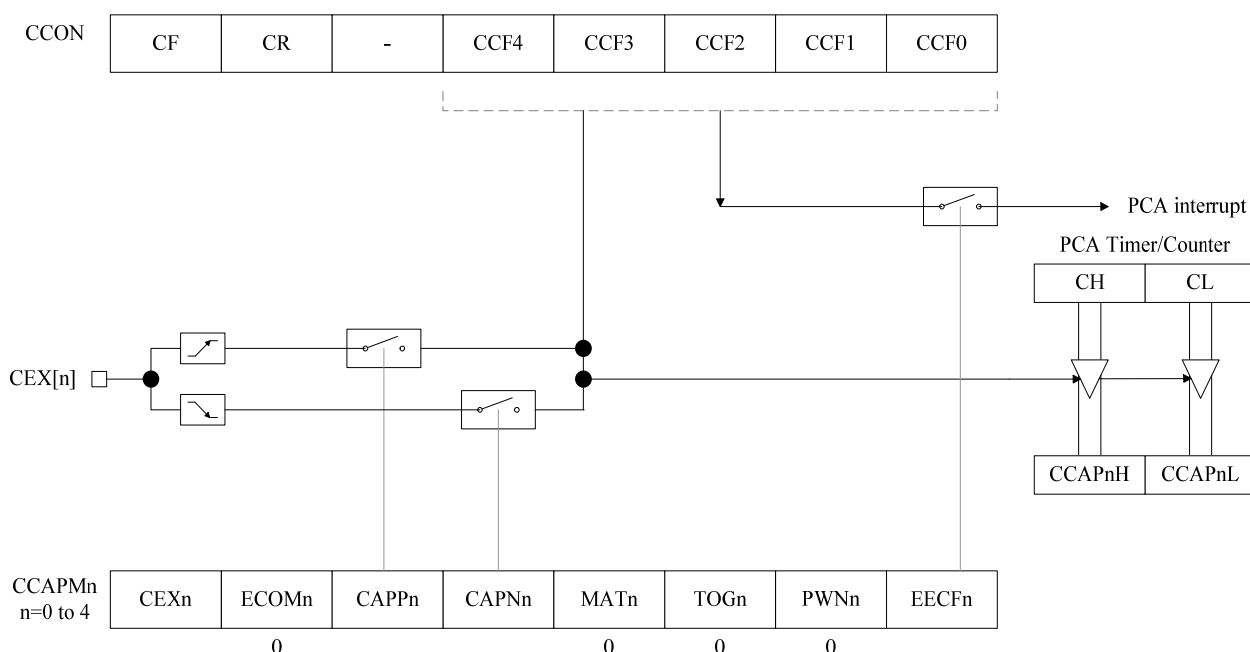 CCON CF CR - CCF4 CCF3 CCF2 CCF1 CCF0
PCA interrupt
PCA Timer/Counter
CH CL
CEX[n]
CCAPnH CCAPnL
CCAPMn
n=0 to 4
CEXn ECOMn CAPPn CAPNn MATn TOGn PWNn EECFn
0 0 0 0